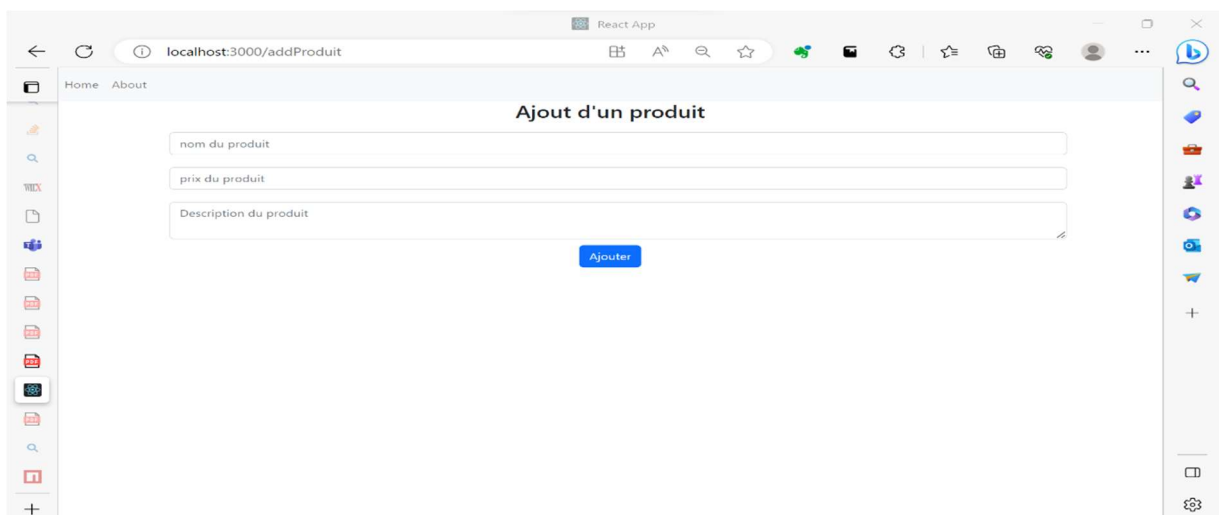 React App
localhost:3000/addProduit
Home About
Ajout d'un produit
nom du produit
prix du produit
Description du produit
Ajouter